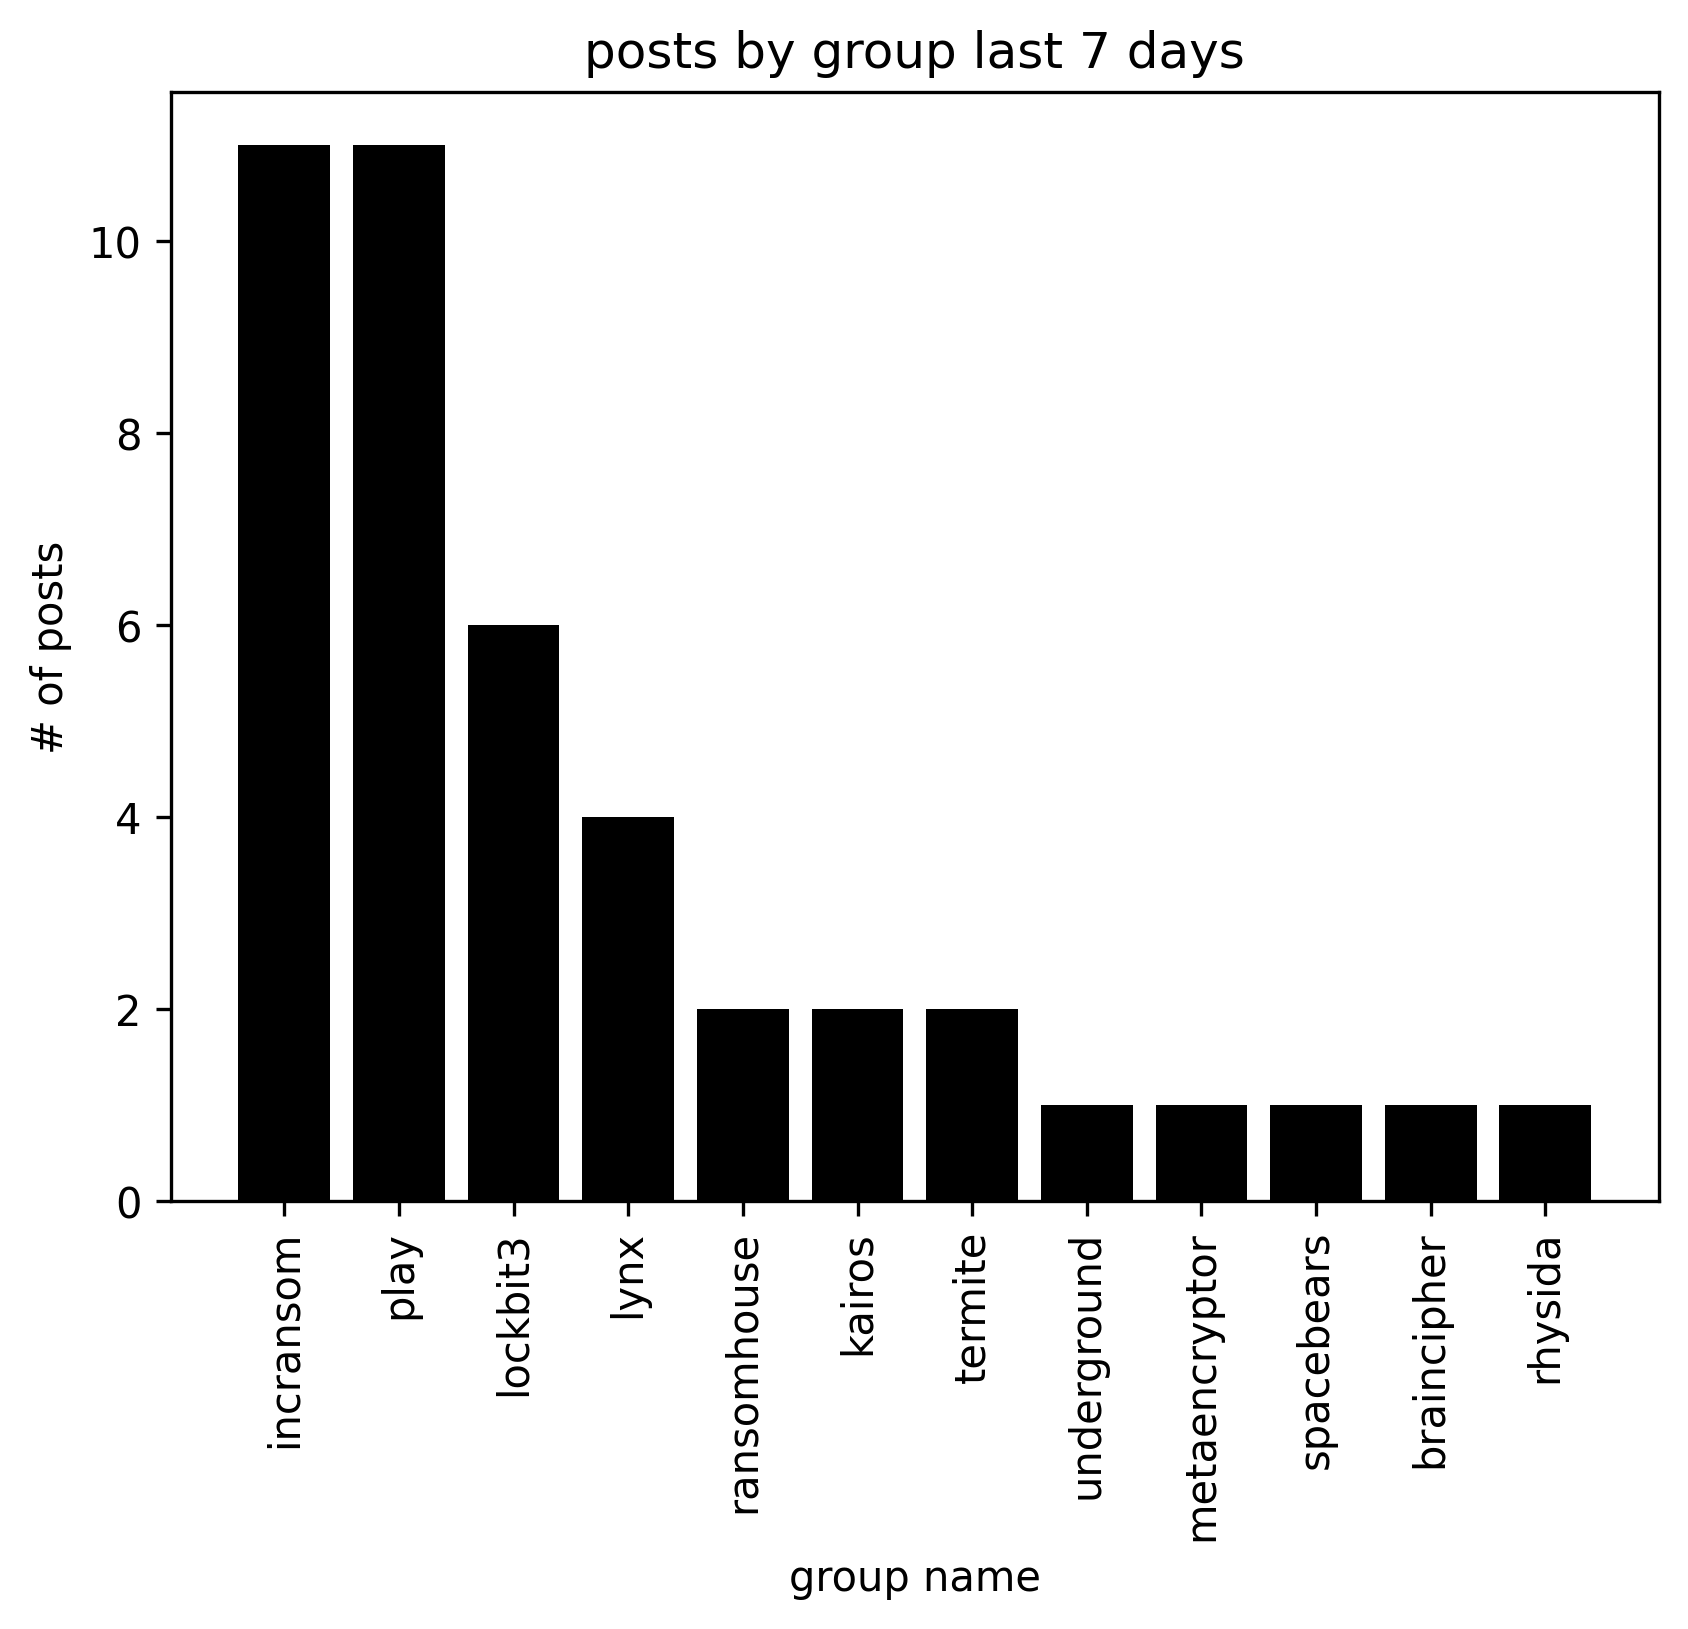 posts by group last 7 days
# of posts
10
8
6
4
2
0
incransom
play
lockbit3
lynx
ransomhouse
kairos
termite
underground
metaencryptor
spacebears
braincipher
rhysida
group name